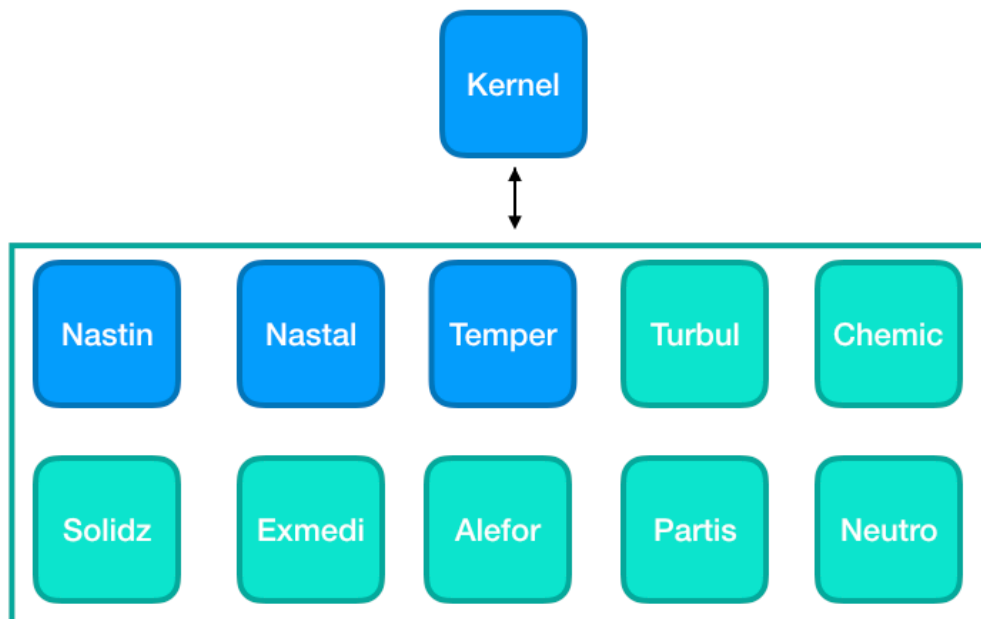 Kernel
Nastin Nastal Temper Turbul Chemic
Solidz Exmedi Alefor Partis Neutro